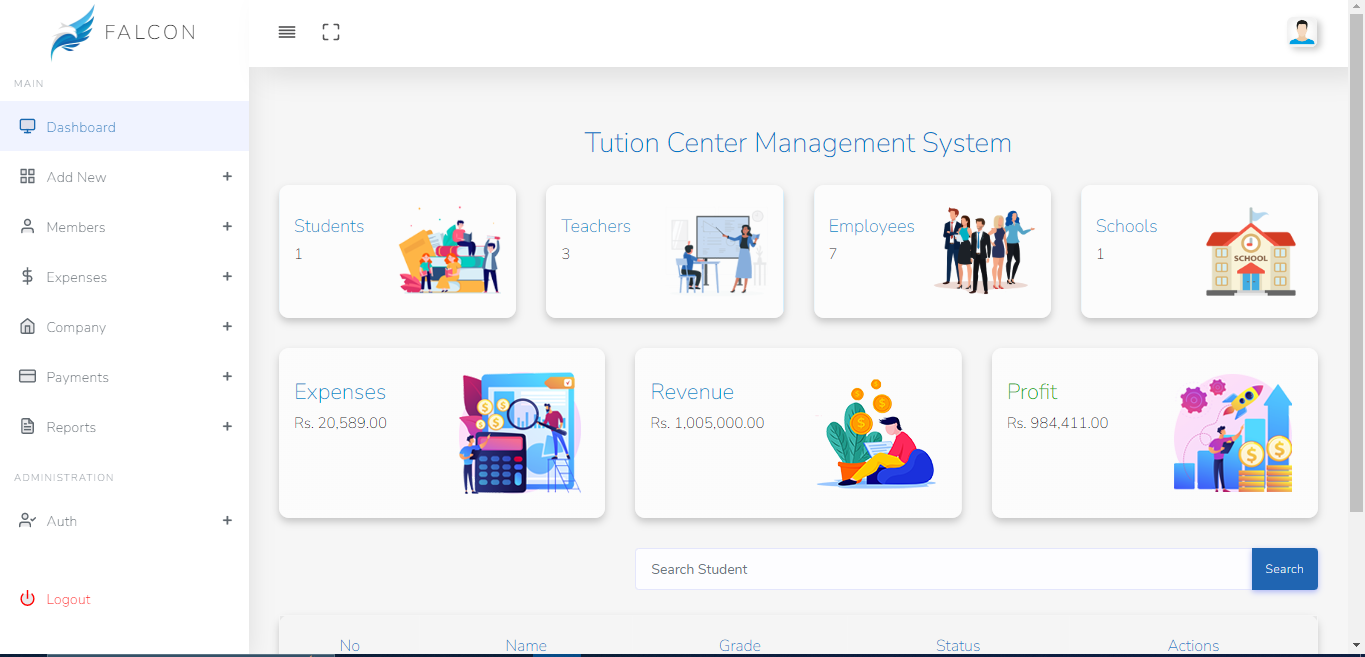 FALCON
MAIN
Dashboard
Add New +
Members +
Expenses +
Company +
Payments +
Reports +
ADMINISTRATION
Auth +
Logout
Tution Center Management System
Students
1
Teachers
3
Employees
7
Schools
1
SCHOOL
Expenses
Rs. 20,589.00
Revenue
Rs. 1,005,000.00
Profit
Rs. 984,411.00
Search Student Search
No Name Grade Status Actions